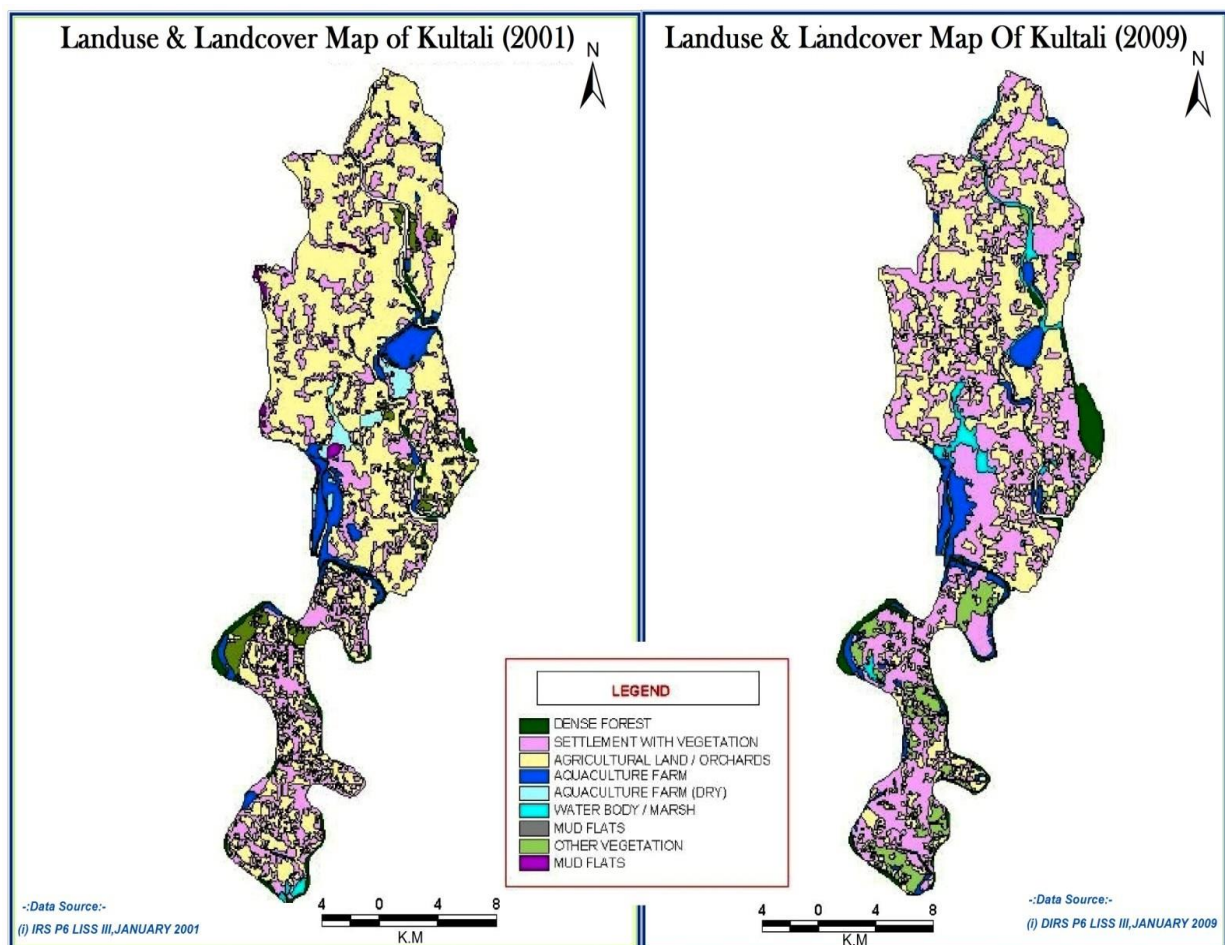 Landuse & Landcover Map of Kultali (2001)
N
Landuse & Landcover Map Of Kultali (2009)
N
LEGEND
DENSE FOREST
SETTLEMENT WITH VEGETATION
AGRICULTURAL LAND / ORCHARDS
AQUACULTURE FARM
AQUACULTURE FARM (DRY)
WATER BODY / MARSH
MUD FLATS
OTHER VEGETATION
MUD FLATS
-:Data Source:-
(i) IRS P6 LISS III,JANUARY 2001
4 0 4 8
K.M
4 0 4 8
K.M
-:Data Source:-
(i) DIRS P6 LISS III,JANUARY 2009